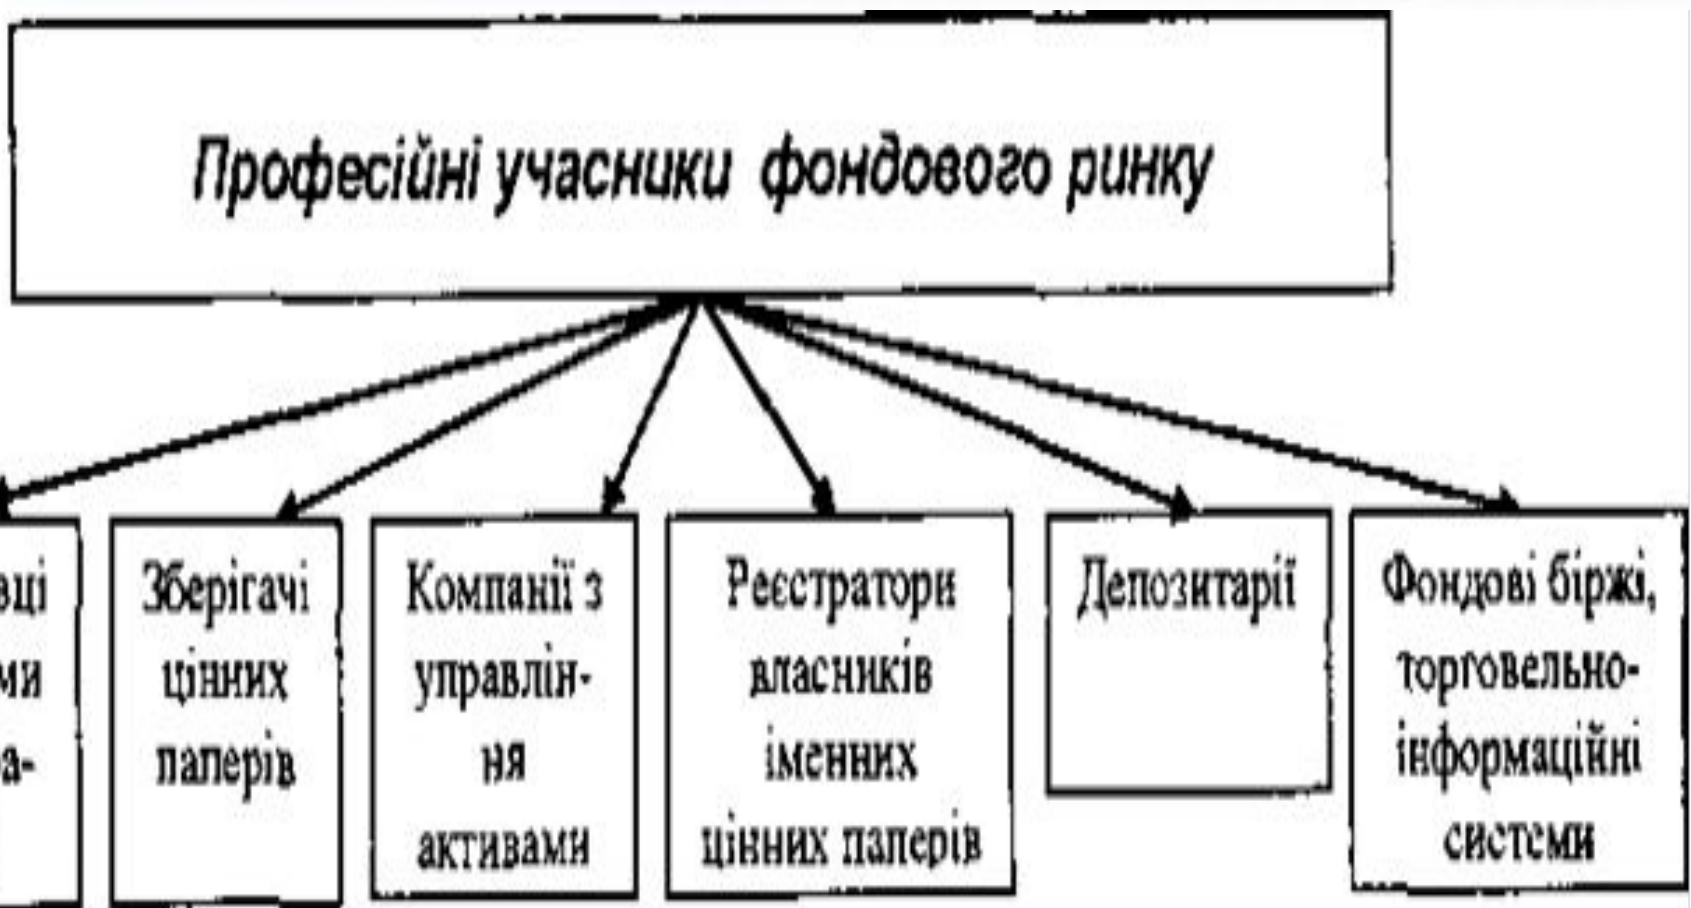 Професійні учасники фондового ринку
Зберігачі
цінних
паперів
Компанії з
управлін-
ня
активами
Реєстратори
власників
іменних
цінних паперів
Депозитарії
Фондові біржі,
торговельно-
інформаційні
системи